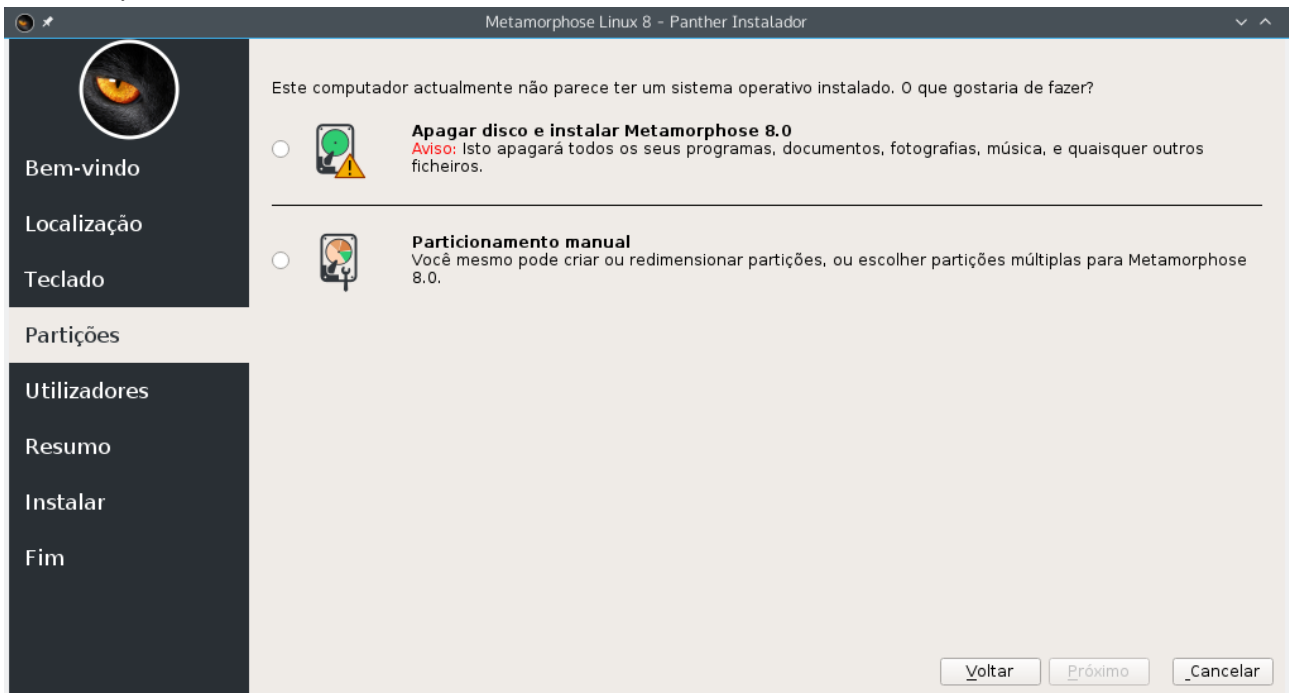 Metamorphose Linux 8 - Panther Instalador
Bem-vindo
Localização
Teclado
Partições
Utilizadores
Resumo
Instalar
Fim
Este computador actualmente não parece ter um sistema operativo instalado. O que gostaria de fazer?
Apagar disco e instalar Metamorphose 8.0
Aviso: Isto apagará todos os seus programas, documentos, fotografias, música, e quaisquer outros
ficheiros.
Particionamento manual
Você mesmo pode criar ou redimensionar partições, ou escolher partições múltiplas para Metamorphose
8.0.
Voltar
Próximo
_Cancelar